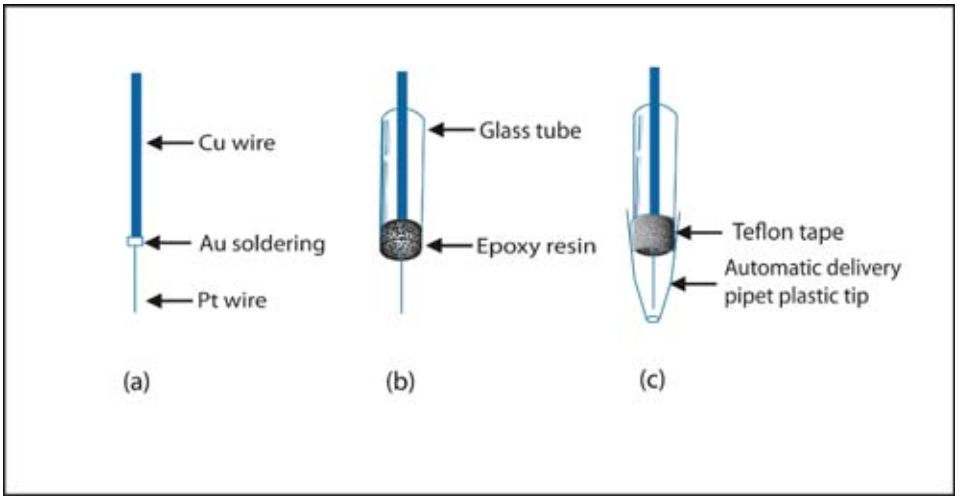 Cu wire
Au soldering
Pt wire
(a)
Glass tube
Epoxy resin
(b)
Teflon tape
Automatic delivery
pipet plastic tip
(c)